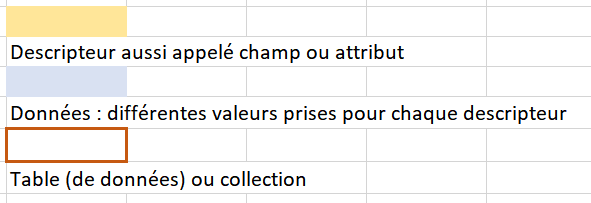 Descripteur aussi appelé champ ou attribut
Données : différentes valeurs prises pour chaque descripteur
Table (de données) ou collection